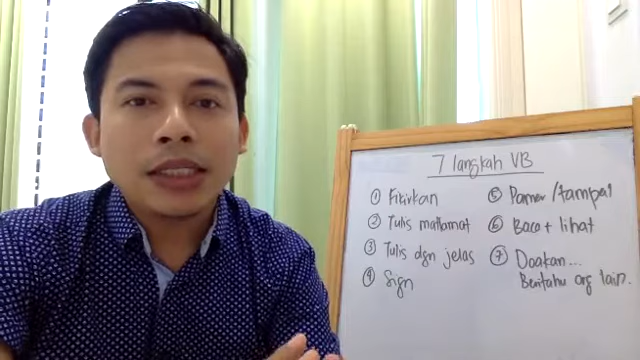 7 langkah VB
① Fikirkan
② Tulis matlamat
③ Tulis dgn jelas
④ Sign
⑤ Pamer/tampal
⑥ Baca + lihat
⑦ Doakan...
Beritahu org lain.